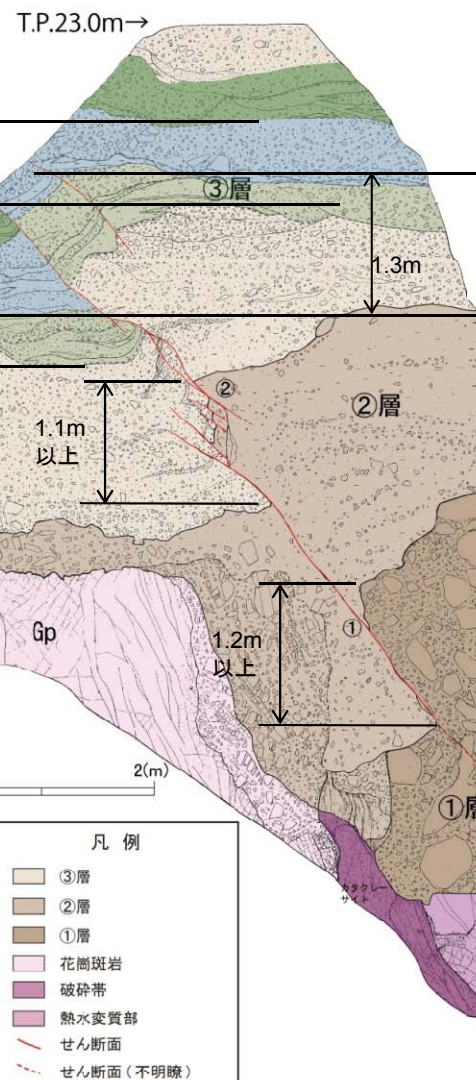 T.P.23.0m→
③層
1.3m
②
②層
1.1m
以上
①
Gp
1.2m
以上
2(m)
①層
カタクレー
サイト
凡 例
③層
②層
①層
花崗斑岩
破砕帯
熱水変質部
せん断面
せん断面(不明瞭)